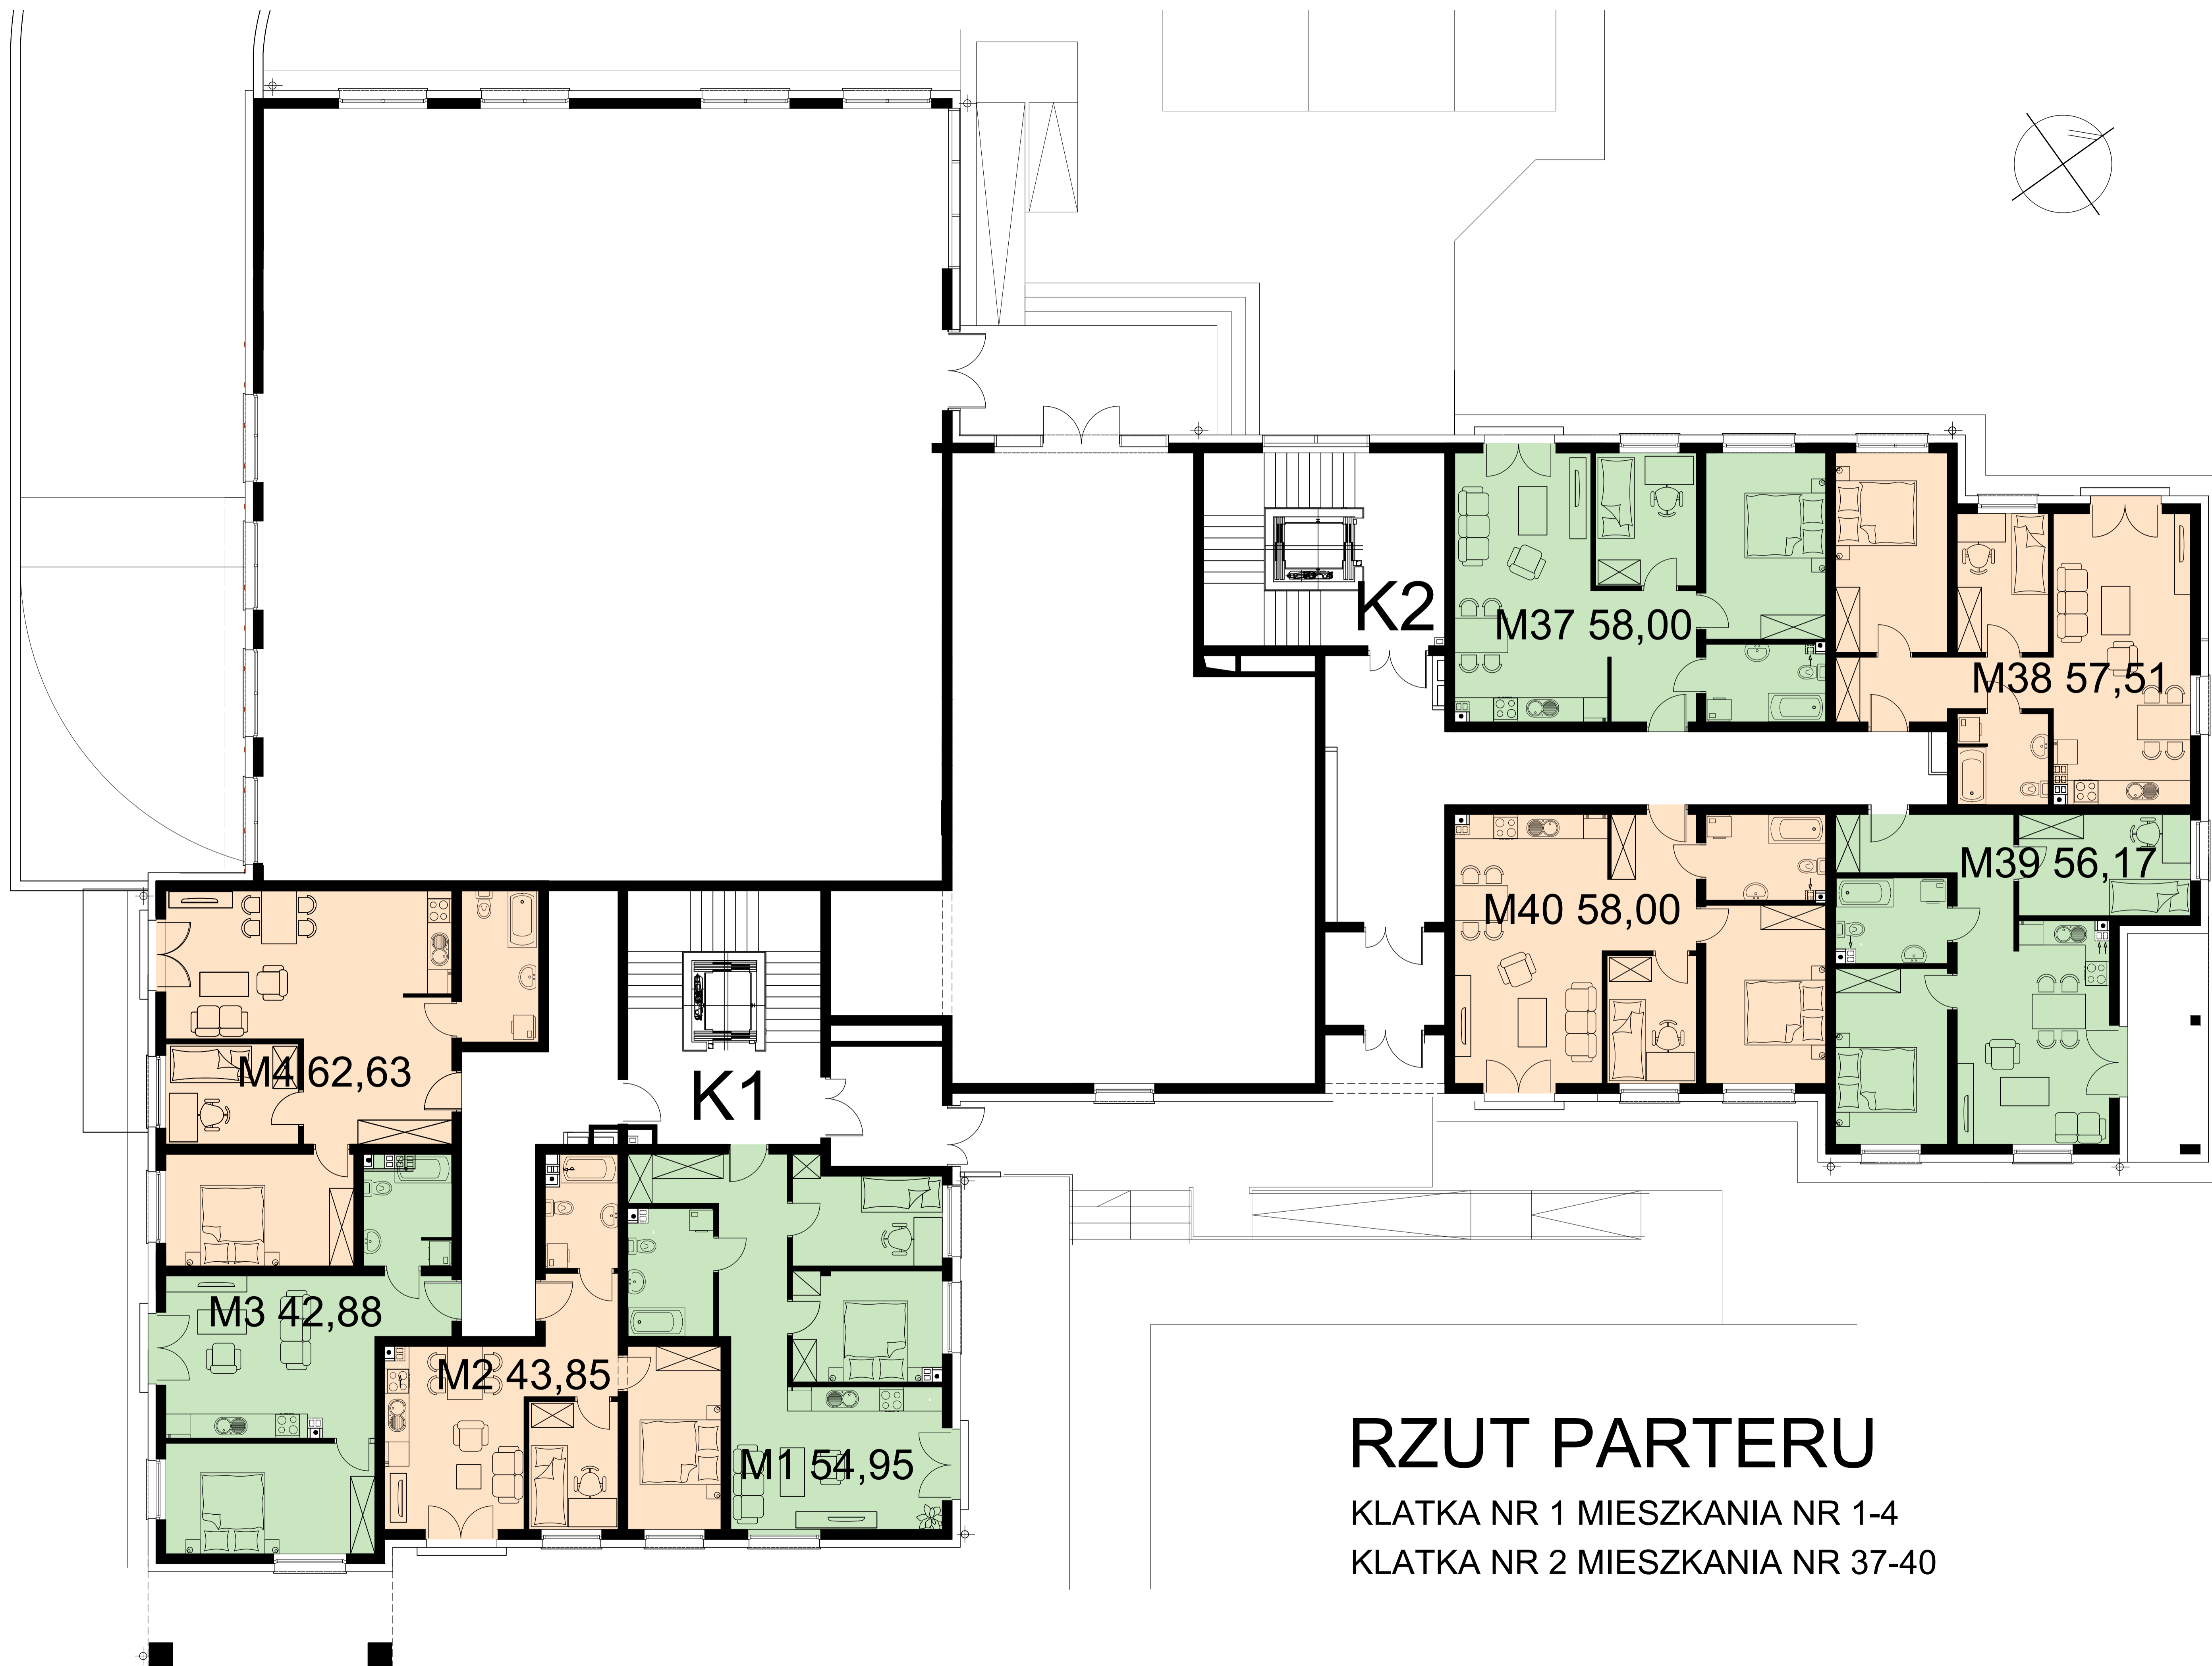 K2
M37 58,00
M38 57,51
M39 56,17
M40 58,00
M4 62,63
K1
M3 42,88
M2 43,85
M1 54,95
RZUT PARTERU
KLATKA NR 1 MIESZKANIA NR 1-4
KLATKA NR 2 MIESZKANIA NR 37-40